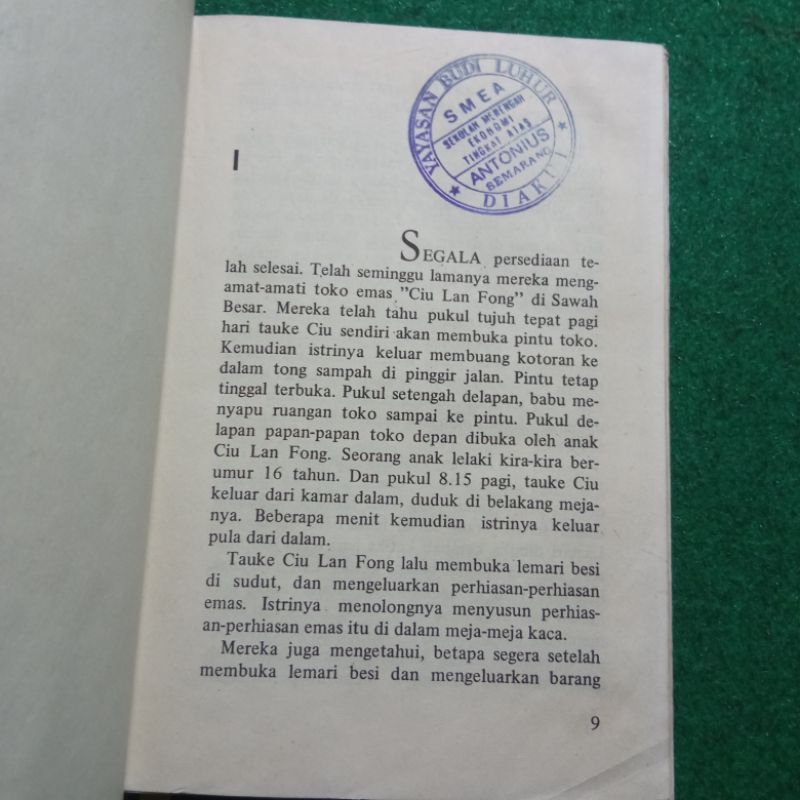 YAYASAN BUDI LUHUR
SMEA
SEKOLAH MENENGAH
EKONOMI
TINGKAT ATAS
ANTONIUS
SEMARANG
DIAKUI
I
SEGALA persediaan te-
lah selesai. Telah seminggu lamanya mereka meng-
amat-amati toko emas "Ciu Lan Fong" di Sawah
Besar. Mereka telah tahu pukul tujuh tepat pagi
hari tauke Ciu sendiri akan membuka pintu toko.
Kemudian istrinya keluar membuang kotoran ke
dalam tong sampah di pinggir jalan. Pintu tetap
tinggal terbuka. Pukul setengah delapan, babu me-
nyapu ruangan toko sampai ke pintu. Pukul de-
lapan papan-papan toko depan dibuka oleh anak
Ciu Lan Fong. Seorang anak lelaki kira-kira ber-
umur 16 tahun. Dan pukul 8.15 pagi, tauke Ciu
keluar dari kamar dalam, duduk di belakang meja-
nya. Beberapa menit kemudian istrinya keluar
pula dari dalam.
Tauke Ciu Lan Fong lalu membuka lemari besi
di sudut, dan mengeluarkan perhiasan-perhiasan
emas. Istrinya menolongnya menyusun perhias-
an-perhiasan emas itu di dalam meja-meja kaca.
Mereka juga mengetahui, betapa segera setelah
membuka lemari besi dan mengeluarkan barang
9